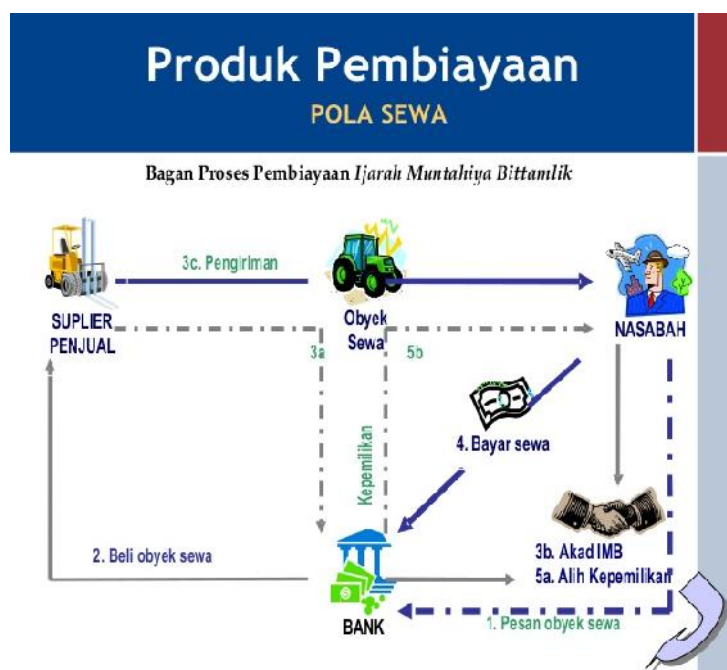 Produk Pembiayaan
POLA SEWA
Bagan Proses Pembiayaan Ijarah Muntahiya Bittamlik
3c. Pengiriman
SUPLIER
PENJUAL
Obyek
Sewa
NASABAH
3a
5b
Kepemilikan
4. Bayar sewa
2. Beli obyek sewa
3b. Akad IMB
5a. Alih Kepemilikan
BANK
1. Pesan obyek sewa